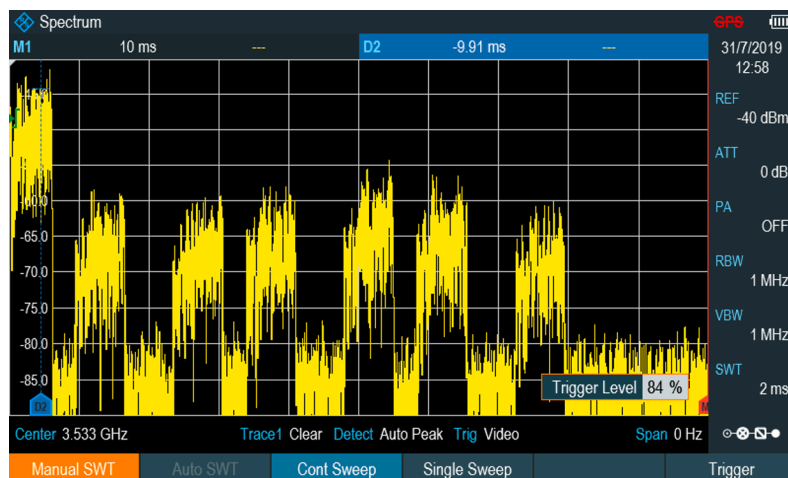 Spectrum GPS
M1 10 ms --- D2 -9.91 ms --- 31/7/2019
12:58
REF
-40 dBm
ATT
0 dB
PA
OFF
RBW
1 MHz
VBW
1 MHz
SWT
2 ms
-65.0
-70.0
-75.0
-80.0
-85.0
Trigger Level 84 %
D2 M
Center 3.533 GHz Trace1 Clear Detect Auto Peak Trig Video Span 0 Hz
Manual SWT Auto SWT Cont Sweep Single Sweep Trigger